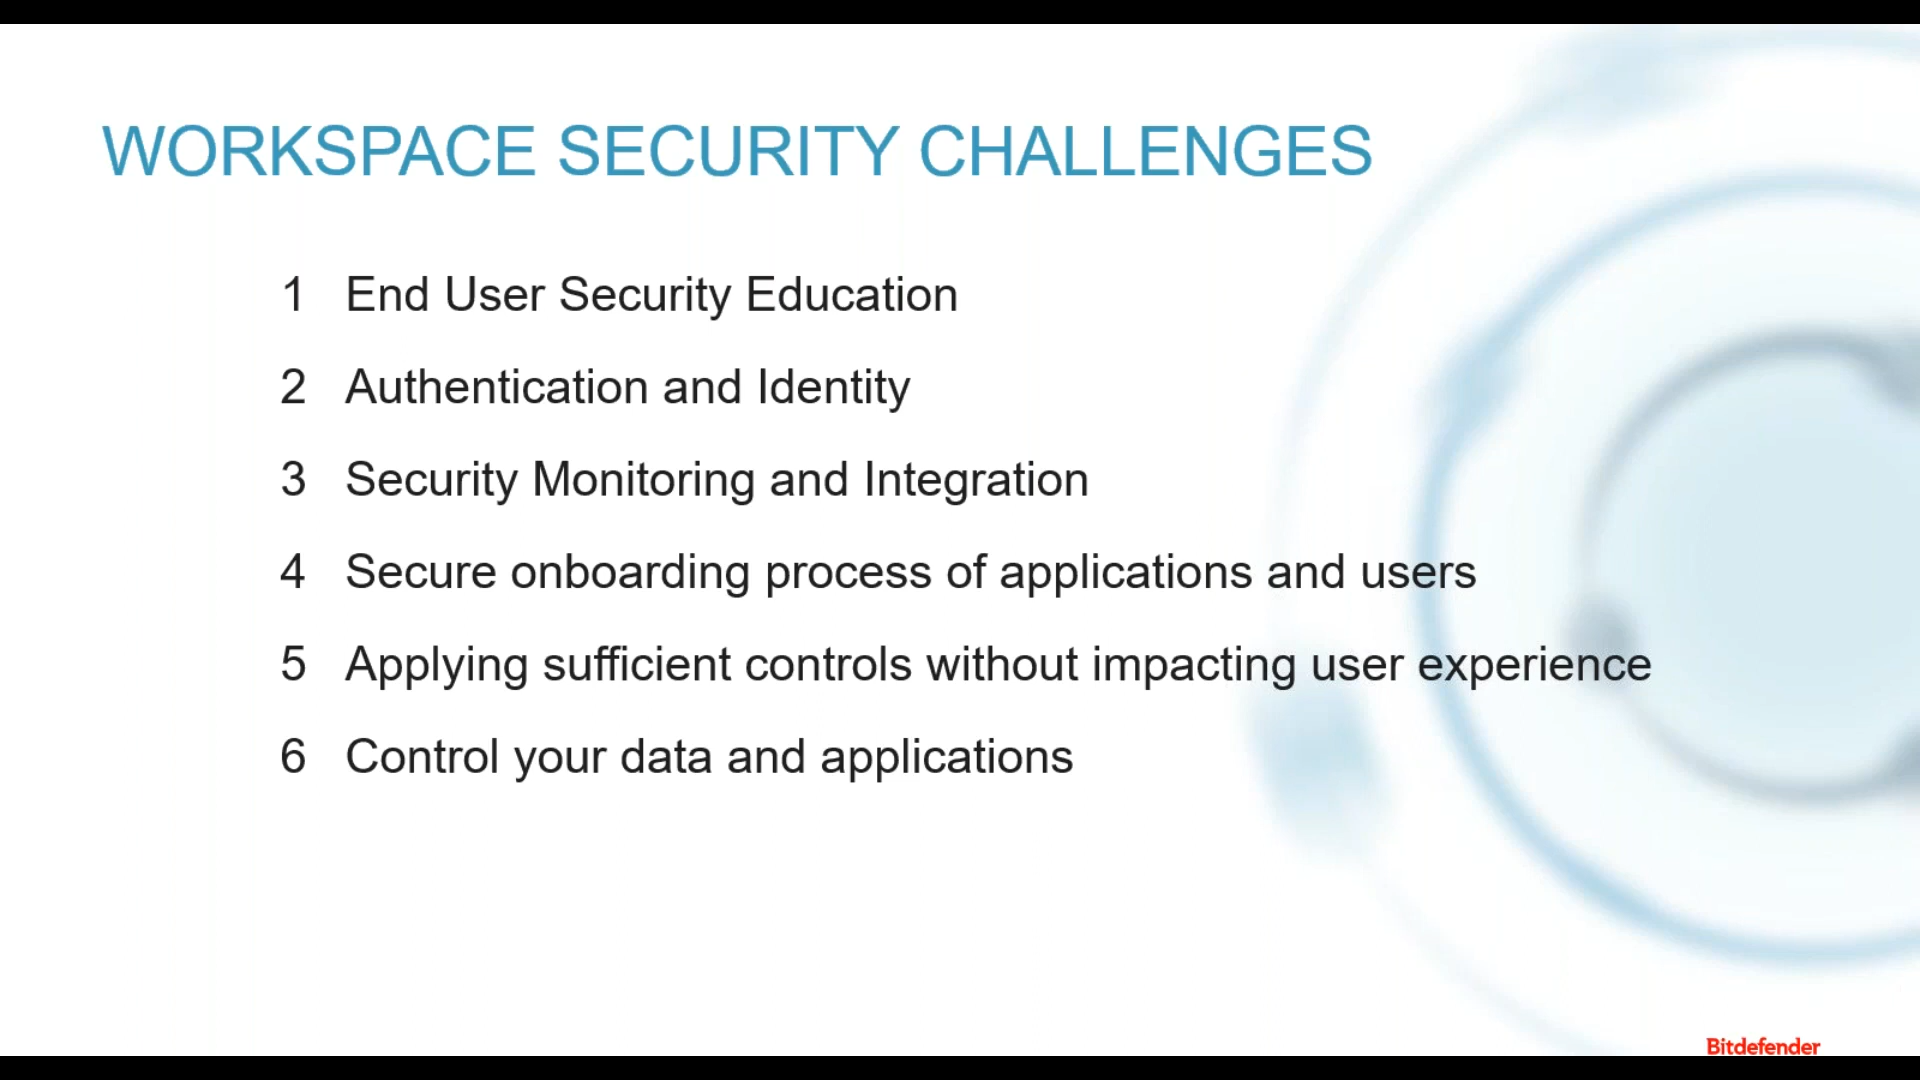 WORKSPACE SECURITY CHALLENGES
1 End User Security Education
2 Authentication and Identity
3 Security Monitoring and Integration
4 Secure onboarding process of applications and users
5 Applying sufficient controls without impacting user experience
6 Control your data and applications
Bitdefender